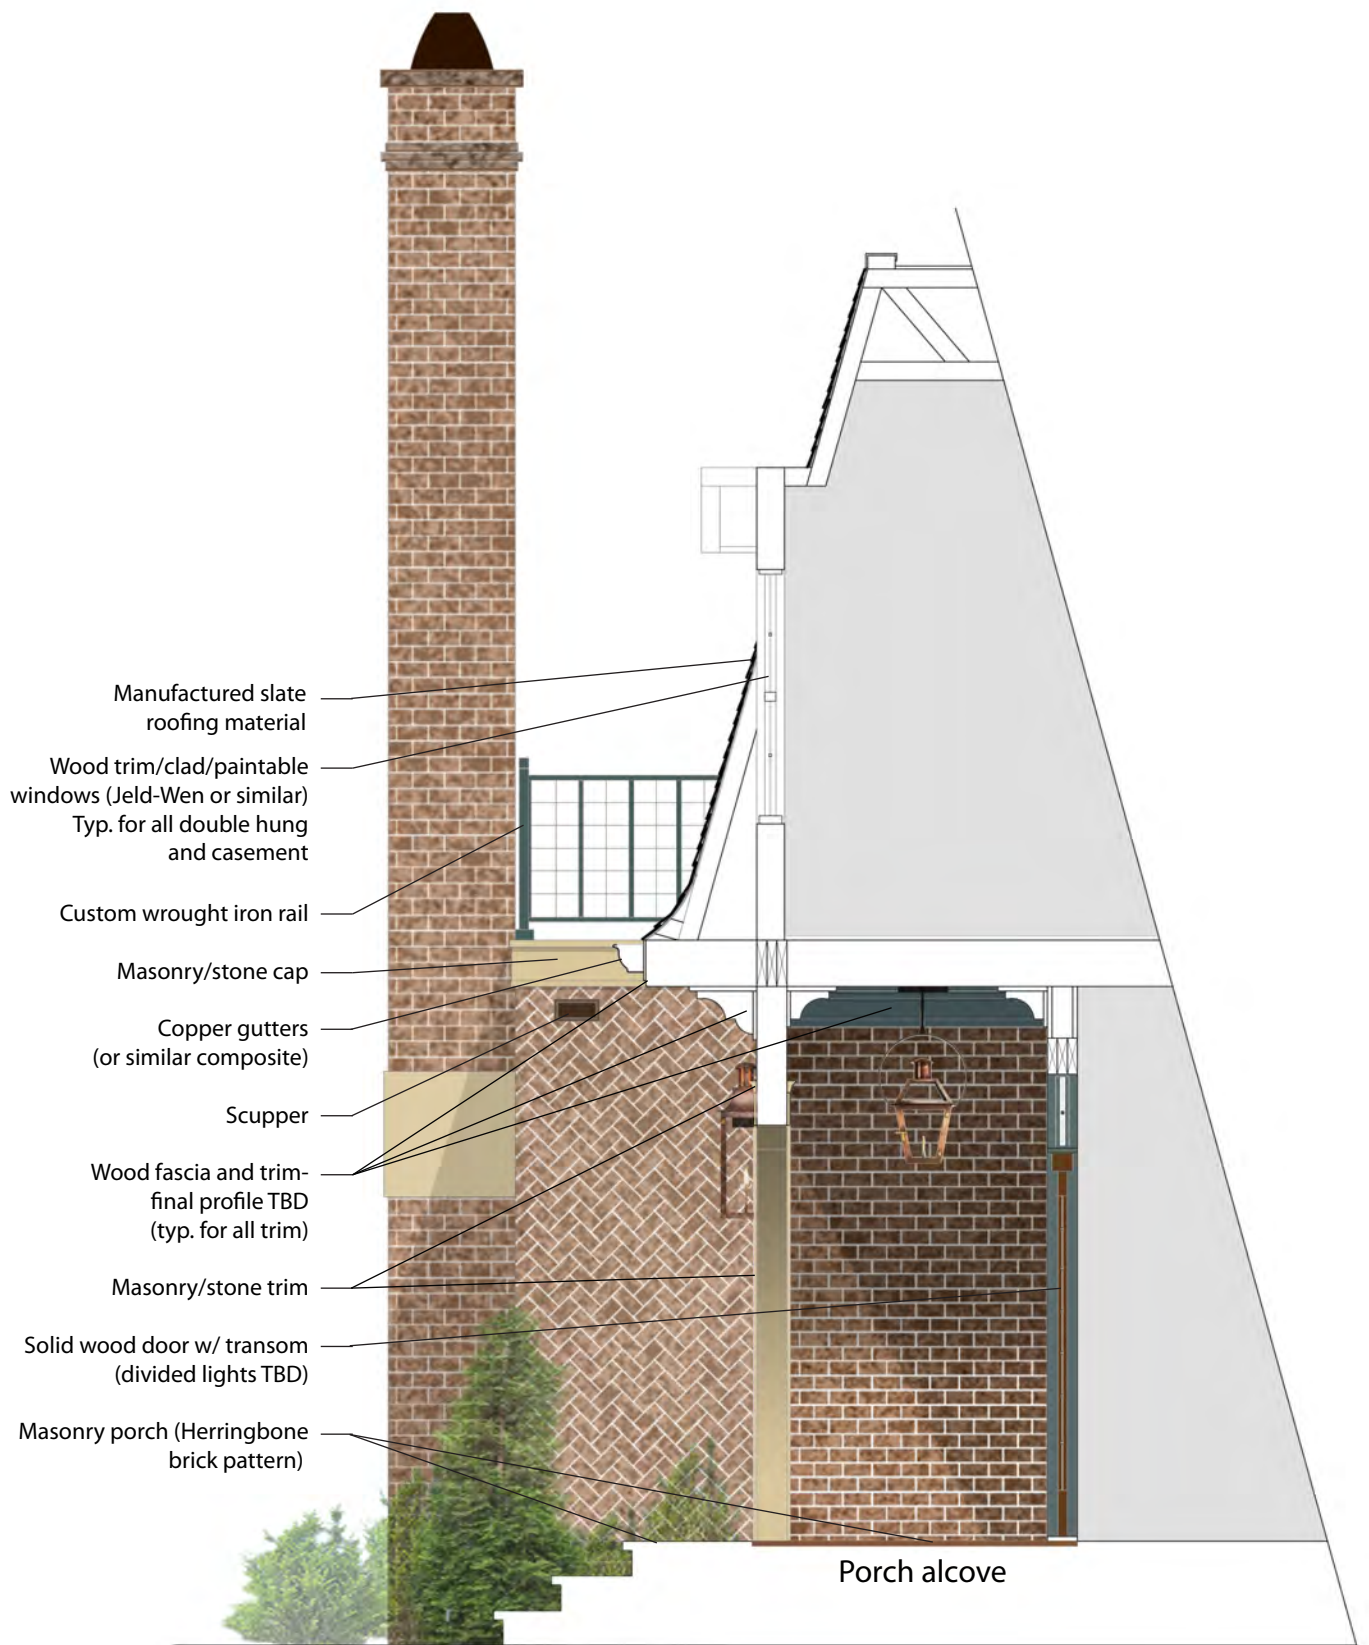 Manufactured slate
roofing material
Wood trim/clad/paintable
windows (Jeld-Wen or similar)
Typ. for all double hung
and casement
Custom wrought iron rail
Masonry/stone cap
Copper gutters
(or similar composite)
Scupper
Wood fascia and trim-
final profile TBD
(typ. for all trim)
Masonry/stone trim
Solid wood door w/ transom
(divided lights TBD)
Masonry porch (Herringbone
brick pattern)
Porch alcove